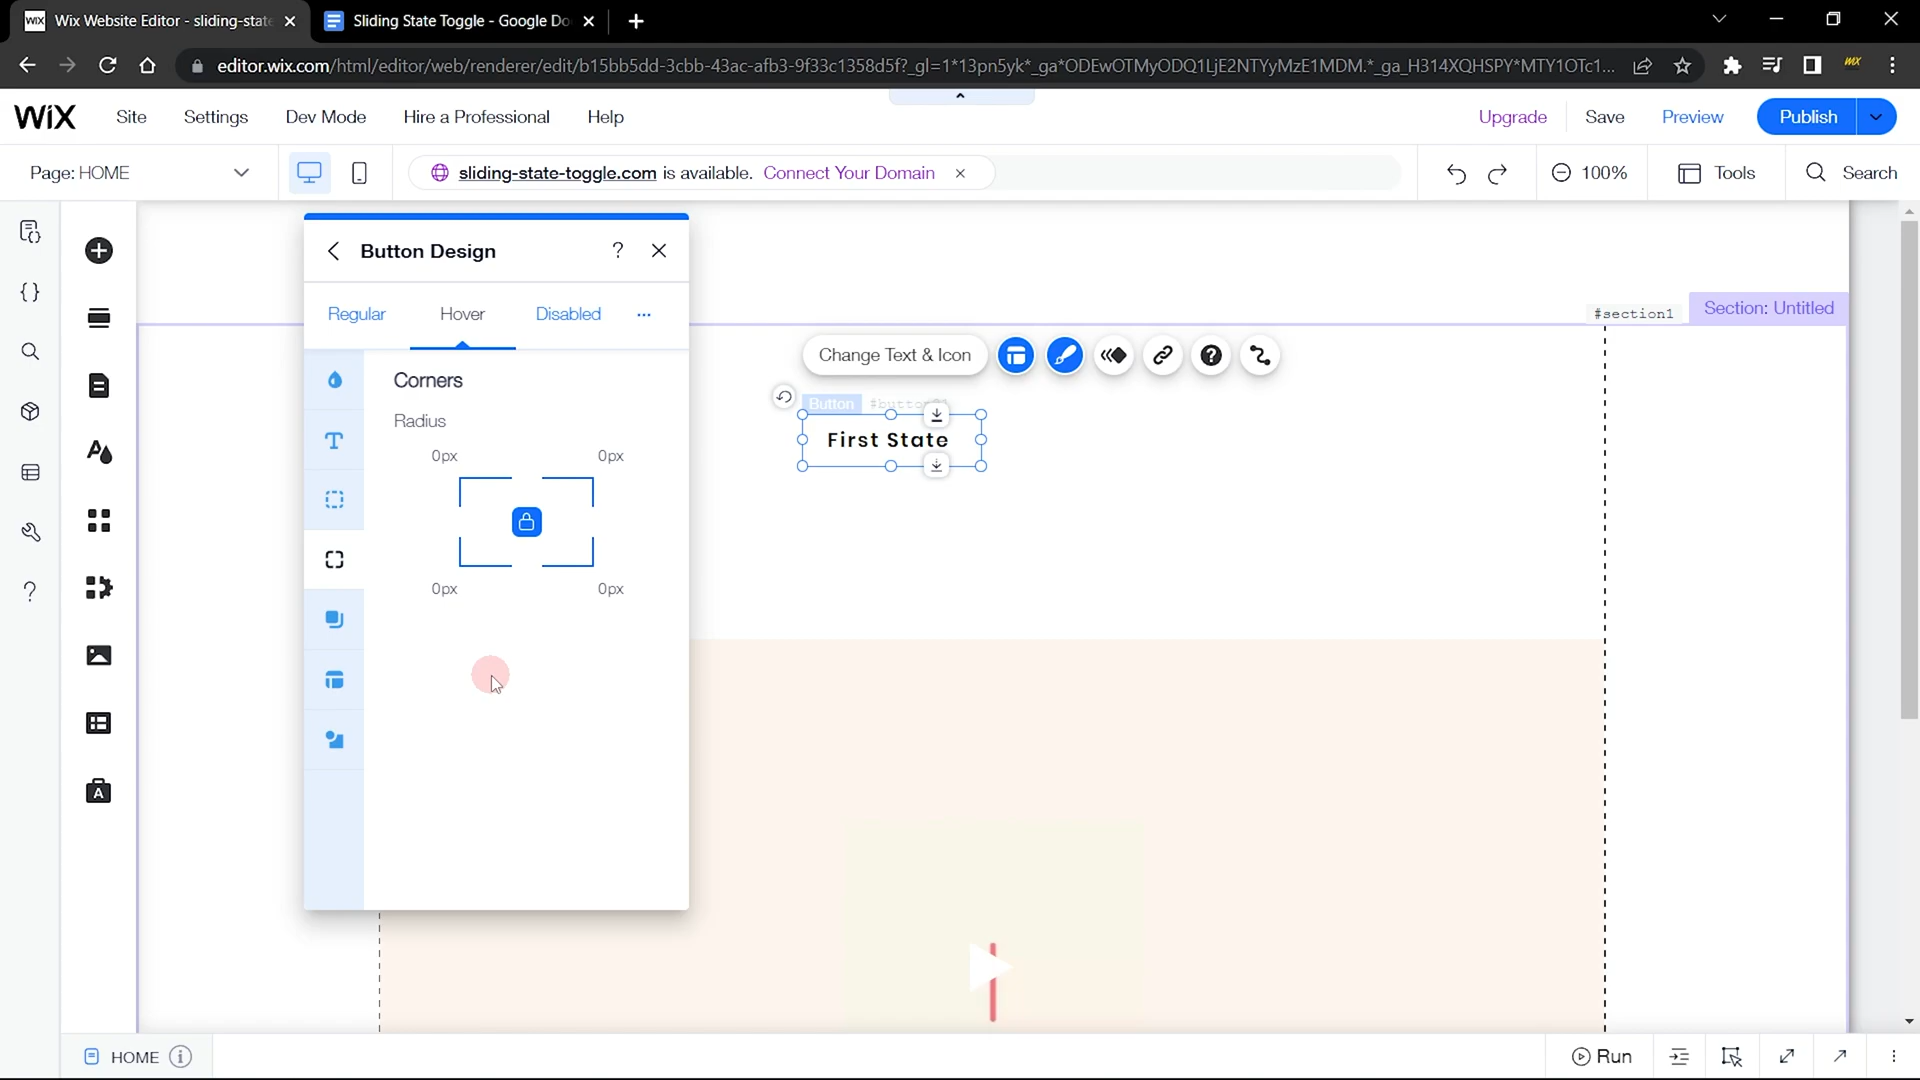 WIX Wix Website Editor - sliding-state
Sliding State Toggle - Google Do
editor.wix.com/html/editor/web/renderer/edit/b15bb5dd-3cbb-43ac-afb3-9f33c1358d5f?_gl=1*13pn5yk*_ga*ODEwOTMyODQ1LjE2NTYyMzE1MDM.*_ga_H314XQHSPY*MTY1OTc1...
WiX Site Settings Dev Mode Hire a Professional Help
Upgrade Save Preview Publish
Page: HOME
sliding-state-toggle.com is available. Connect Your Domain
100% Tools Search
Button Design ?
Regular Hover Disabled ...
#section1 Section: Untitled
Change Text & Icon
Corners
Button
Radius
First State
0px 0px
0px 0px
HOME
Run